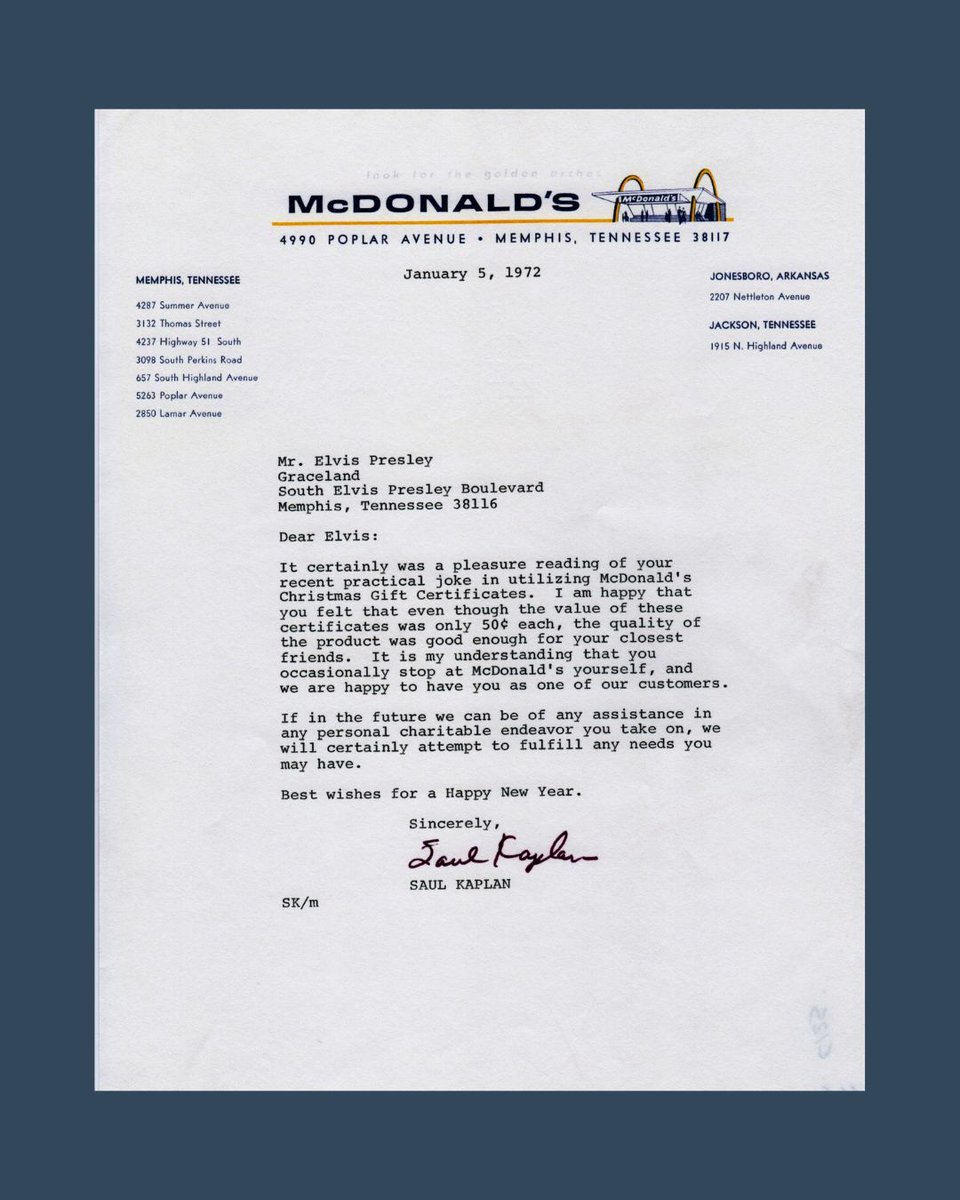 look for the golden arches
McDONALD'S
McDonald's
4990 POPLAR AVENUE • MEMPHIS, TENNESSEE 38117
January 5, 1972
MEMPHIS, TENNESSEE
4287 Summer Avenue
3132 Thomas Street
4237 Highway 51 South
3098 South Perkins Road
657 South Highland Avenue
5263 Poplar Avenue
2850 Lamar Avenue
JONESBORO, ARKANSAS
2207 Nettleton Avenue
JACKSON, TENNESSEE
1915 N. Highland Avenue
Mr. Elvis Presley
Graceland
South Elvis Presley Boulevard
Memphis, Tennessee 38116
Dear Elvis:
It certainly was a pleasure reading of your
recent practical joke in utilizing McDonald's
Christmas Gift Certificates. I am happy that
you felt that even though the value of these
certificates was only 50¢ each, the quality of
the product was good enough for your closest
friends. It is my understanding that you
occasionally stop at McDonald's yourself, and
we are happy to have you as one of our customers.
If in the future we can be of any assistance in
any personal charitable endeavor you take on, we
will certainly attempt to fulfill any needs you
may have.
Best wishes for a Happy New Year.
Sincerely,
Saul Kaplan
SAUL KAPLAN
SK/m